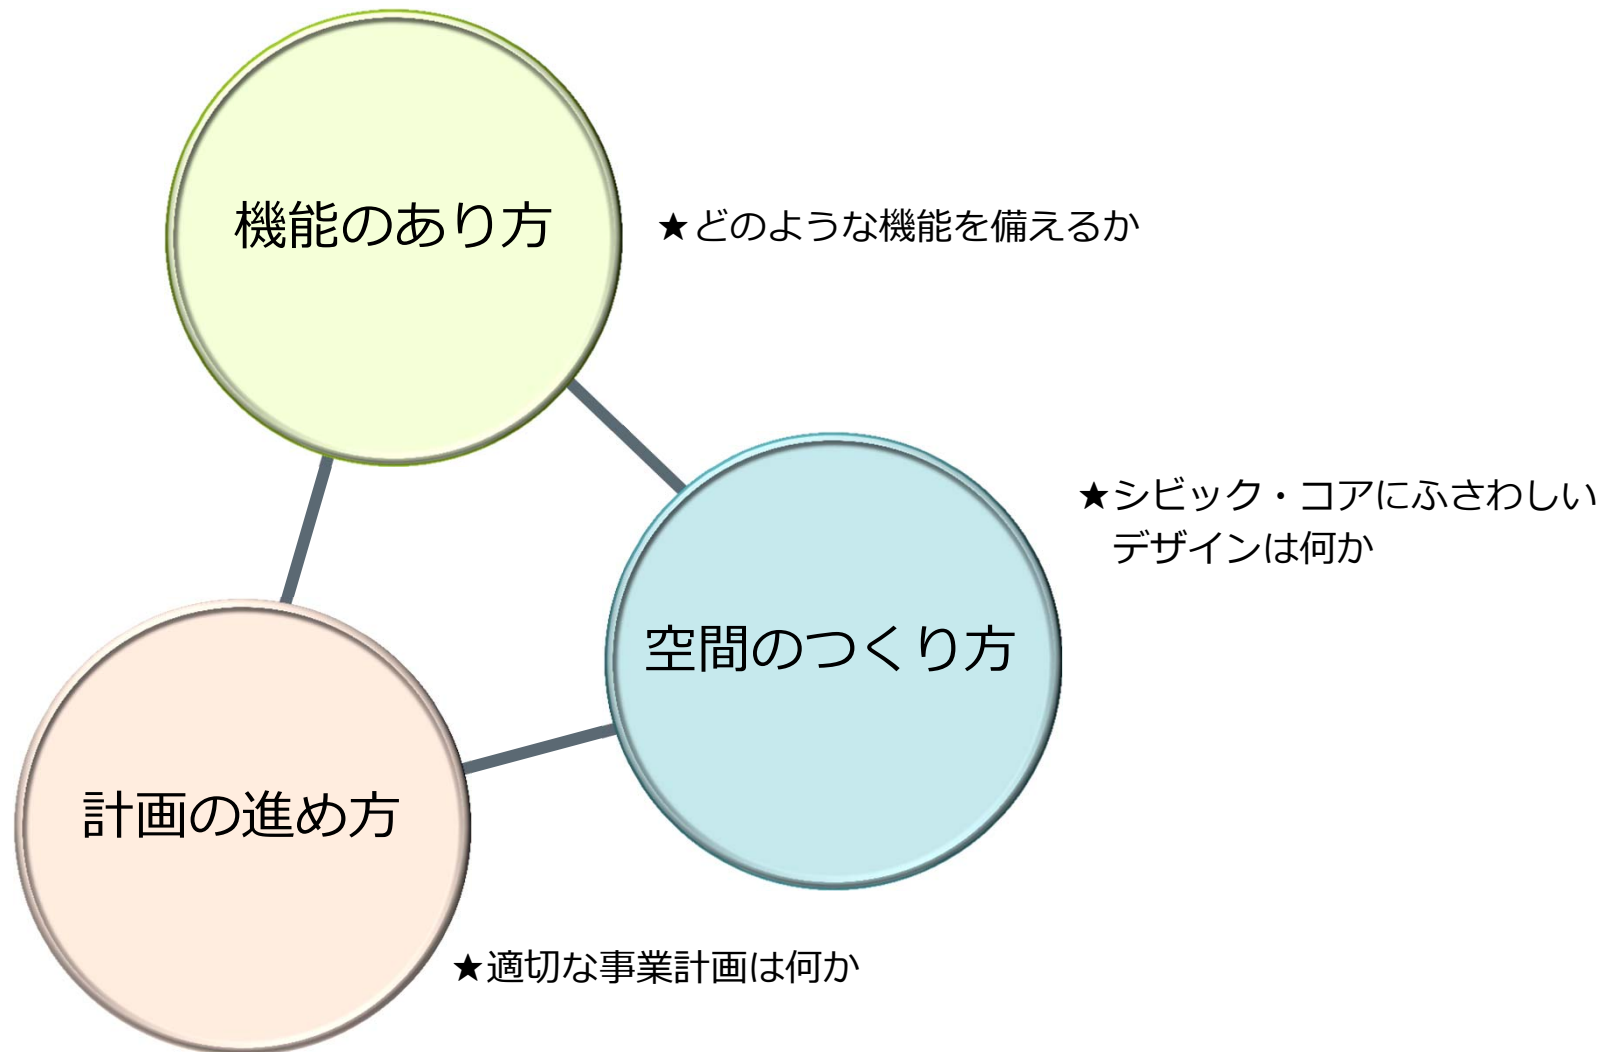 機能のあり方
★どのような機能を備えるか
★シビック・コアにふさわしい
デザインは何か
空間のつくり方
計画の進め方
★適切な事業計画は何か